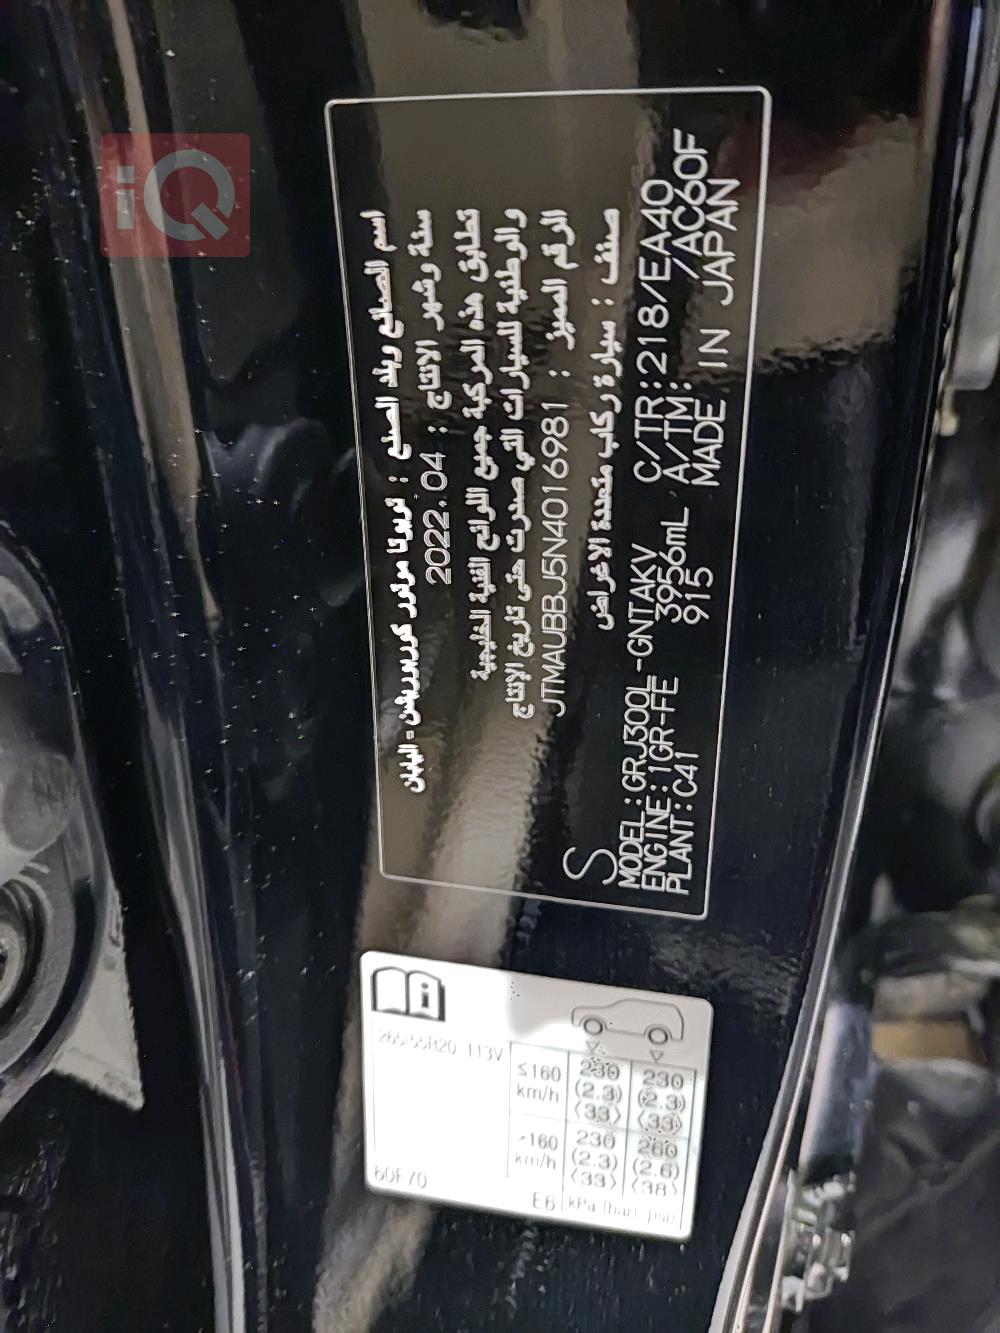 iQ
اسم الصانع وبلد الصنع : تويوتا موتور كوربوريشن - اليابان
سنة وشهر الانتاج : 2022.04
تطابق هذه المركبة جميع اللوائح الفنية الخليجية
والوطنية للسيارات التي صدرت حتى تاريخ الإنتاج
الرقم المميز : JTMAUBBJ5N4016981
صنف : سيارة ركاب متعددة الاغراض
S
MODEL:GRJ300L-GNTAKV C/TR:218/EA40
ENGINE:1GR-FE 3956mL A/TM: /AC60F
PLANT:C41 915 MADE IN JAPAN
265/55R20 113V
≤160 km/h 230 (2.3) (33) 230 (2.3) (33)
>160 km/h 230 (2.3) (33) 260 (2.6) (38)
60F70 E6 kPa (bar) psi